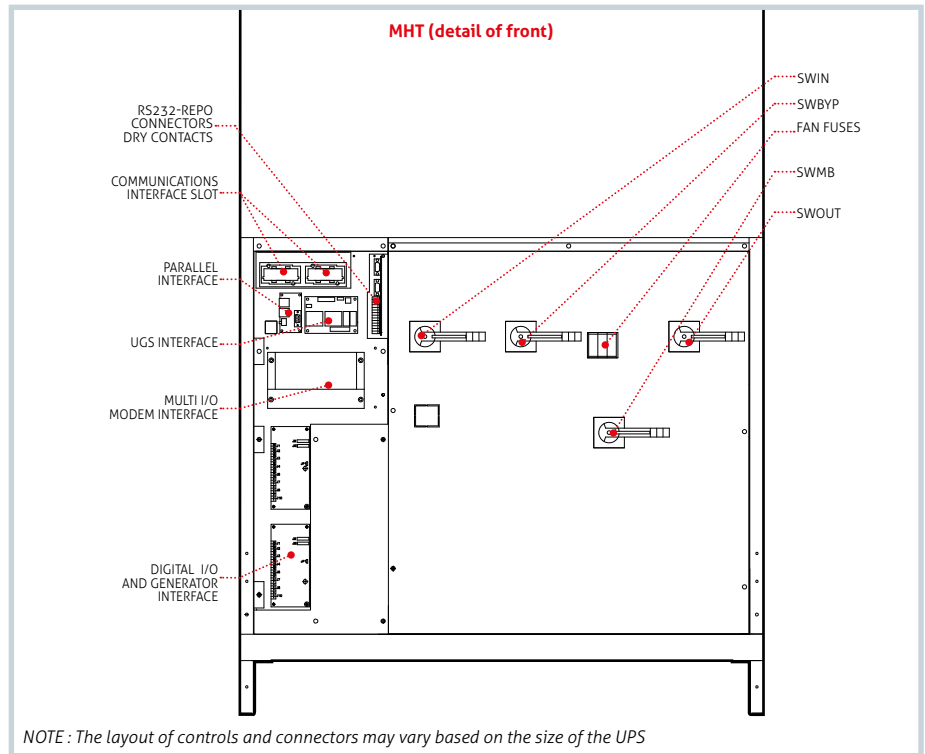 MHT (detail of front)
RS232-REPO
CONNECTORS
DRY CONTACTS
COMMUNICATIONS
INTERFACE SLOT
PARALLEL
INTERFACE
UGS INTERFACE
MULTI I/O
MODEM INTERFACE
DIGITAL I/O
AND GENERATOR
INTERFACE
SWIN
SWBYP
FAN FUSES
SWMB
SWOUT
NOTE : The layout of controls and connectors may vary based on the size of the UPS